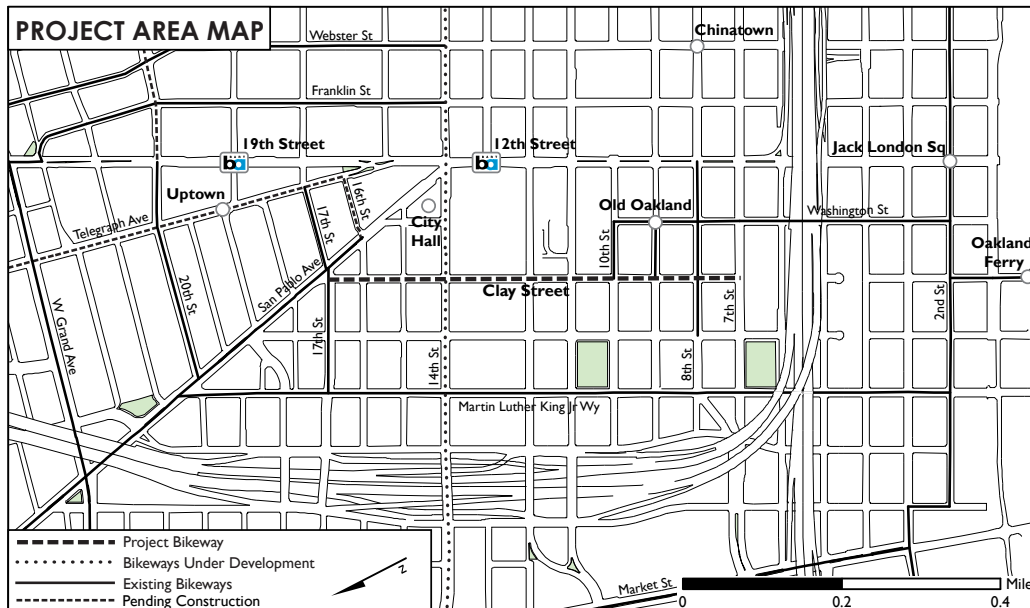 PROJECT AREA MAP
Webster St
Chinatown
Franklin St
19th Street
12th Street
ba
ba
Jack London Sq
Uptown
16th St
17th St
City
Hall
Old Oakland
Washington St
Telegraph Ave
10th St
Oakland
Ferry
San Pablo Ave
20th St
Clay Street
W Grand Ave
17th St
14th St
7th St
8th St
2nd St
Martin Luther King Jr Wy
Project Bikeway
Bikeways Under Development
Existing Bikeways
Pending Construction
Z
Market St
Mile
0
0.2
0.4